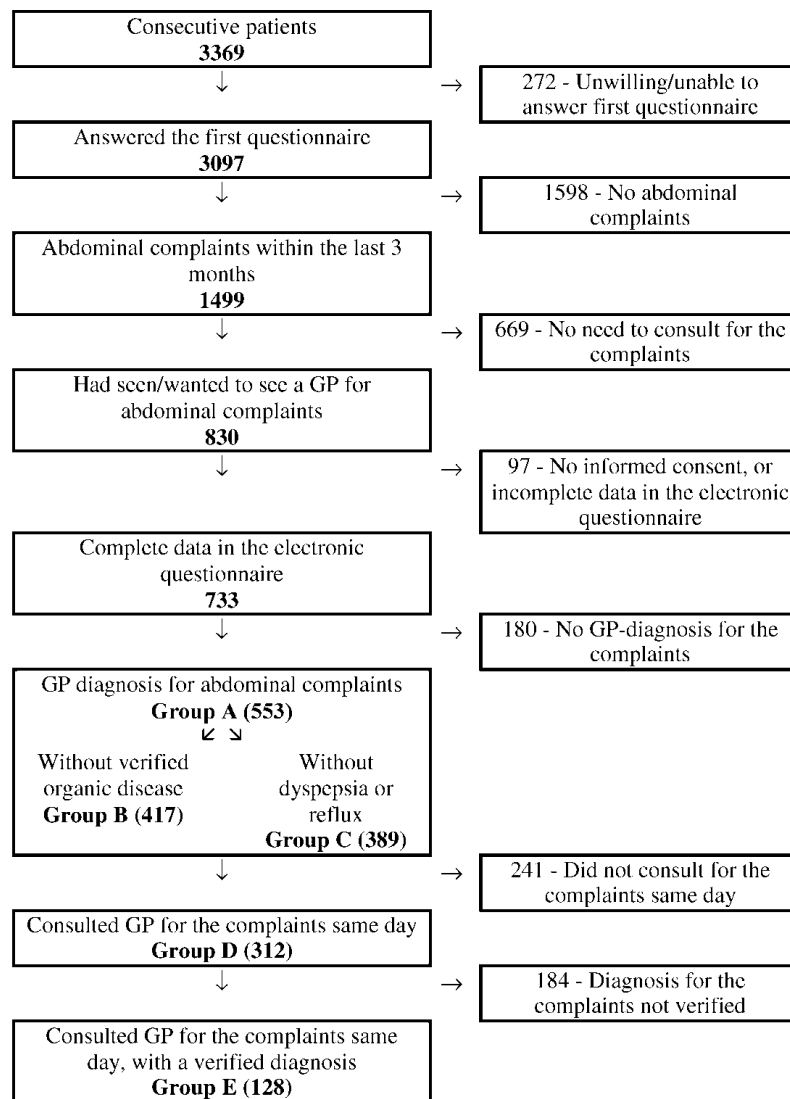 Consecutive patients
3369
↓ →
272 - Unwilling/unable to
answer first questionnaire
Answered the first questionnaire
3097
↓ →
1598 - No abdominal
complaints
Abdominal complaints within the last 3
months
1499
↓ →
669 - No need to consult for the
complaints
Had seen/wanted to see a GP for
abdominal complaints
830
↓ →
97 - No informed consent, or
incomplete data in the electronic
questionnaire
Complete data in the electronic
questionnaire
733
↓ →
180 - No GP-diagnosis for the
complaints
GP diagnosis for abdominal complaints
Group A (553)
↙ ↘
Without verified
organic disease
Group B (417)
Without
dyspepsia or
reflux
Group C (389)
↓ →
241 - Did not consult for the
complaints same day
Consulted GP for the complaints same day
Group D (312)
↓ →
184 - Diagnosis for the
complaints not verified
Consulted GP for the complaints same
day, with a verified diagnosis
Group E (128)